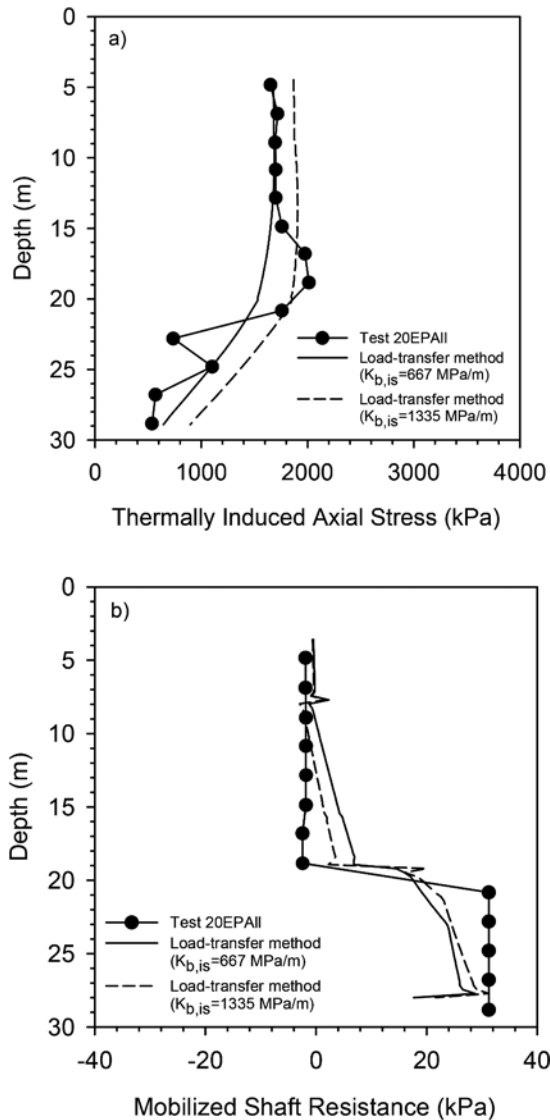 a)
0
5
10
15
20
25
30
Depth (m)
Test 20EPAII
Load-transfer method
(Kb,is=667 MPa/m)
Load-transfer method
(Kb,is=1335 MPa/m)
0 1000 2000 3000 4000
Thermally Induced Axial Stress (kPa)
b)
0
5
10
15
20
25
30
Depth (m)
Test 20EPAII
Load-transfer method
(Kb,is=667 MPa/m)
Load-transfer method
(Kb,is=1335 MPa/m)
-40 -20 0 20 40
Mobilized Shaft Resistance (kPa)